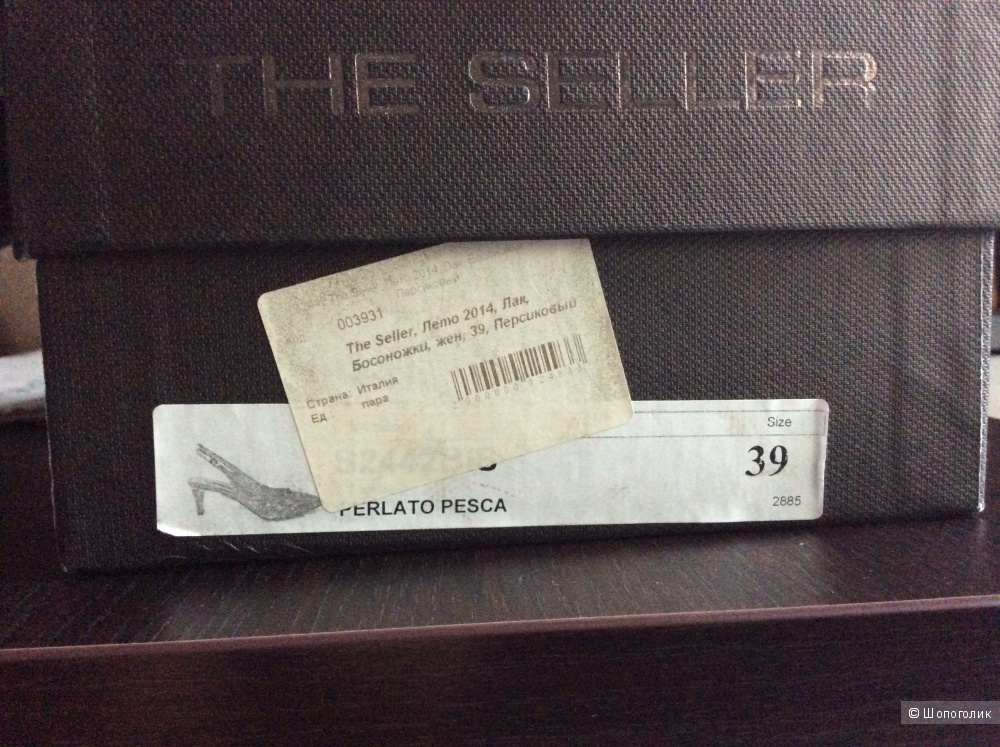 THE SELLER
003931
The Seller, Лето 2014, Лак,
Босоножки, жен, 39, Персиковый
Страна: Италия
Ед пара
Size
39
PERLATO PESCA
2885
© Шопоголик